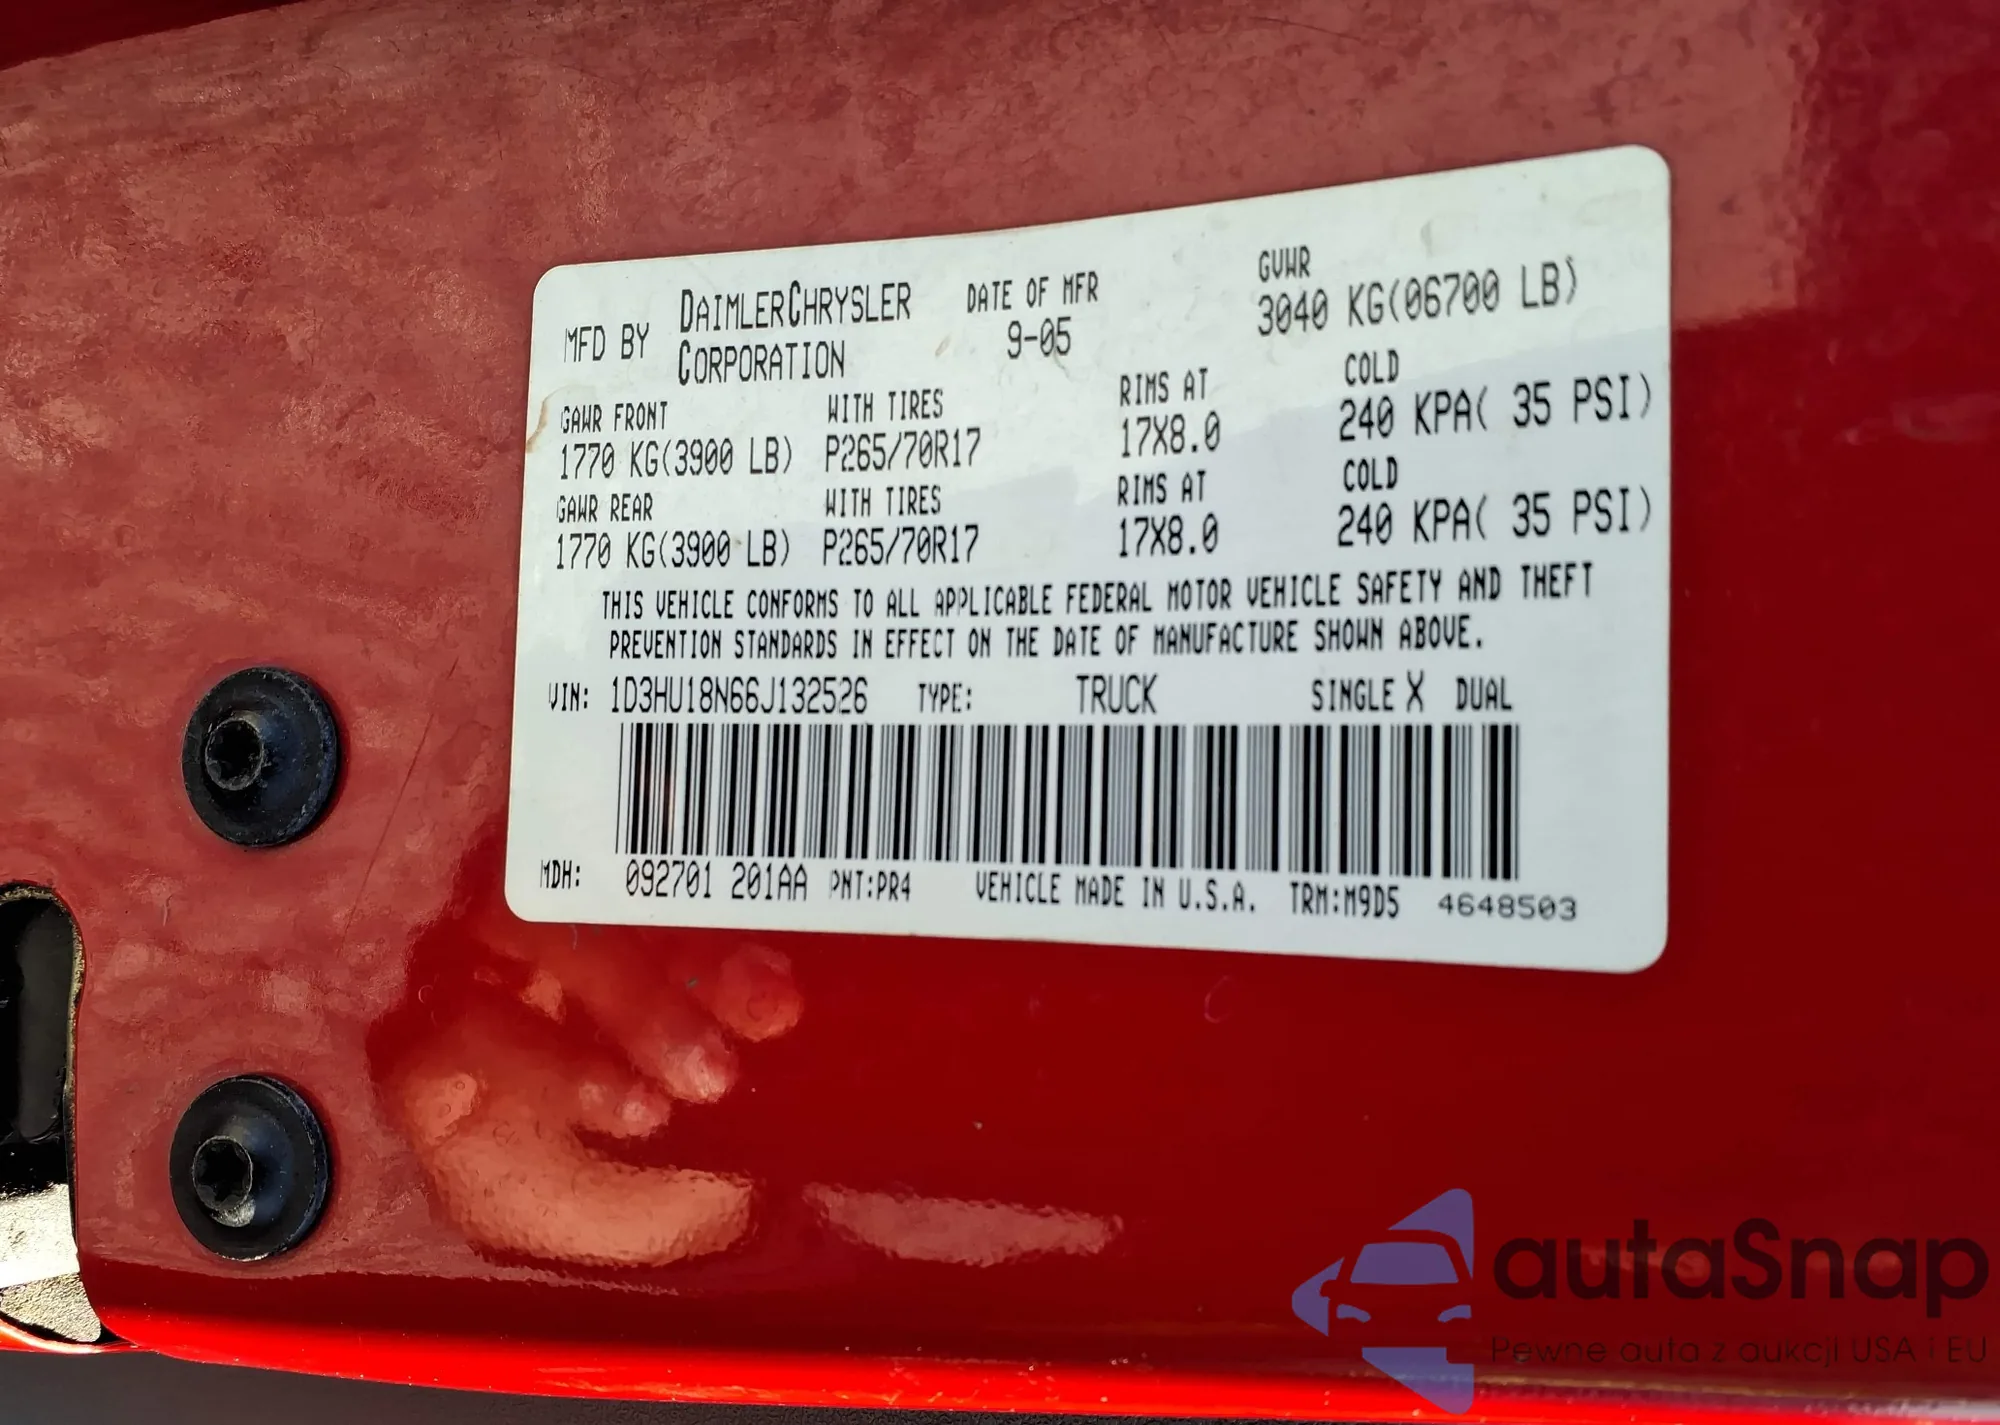 MFD BY DAIMLERCHRYSLER CORPORATION DATE OF MFR 9-05 GVWR 3040 KG(06700 LB)
GAWR FRONT WITH TIRES RIMS AT COLD
1770 KG(3900 LB) P265/70R17 17X8.0 240 KPA( 35 PSI)
GAWR REAR WITH TIRES RIMS AT COLD
1770 KG(3900 LB) P265/70R17 17X8.0 240 KPA( 35 PSI)
THIS VEHICLE CONFORMS TO ALL APPLICABLE FEDERAL MOTOR VEHICLE SAFETY AND THEFT
PREVENTION STANDARDS IN EFFECT ON THE DATE OF MANUFACTURE SHOWN ABOVE.
VIN: 1D3HU18N66J132526 TYPE: TRUCK SINGLE X DUAL
MDH: 092701 201AA PNT:PR4 VEHICLE MADE IN U.S.A. TRM:M9D5 4648503
autaSnap
Pewne auta z aukcji USA i EU